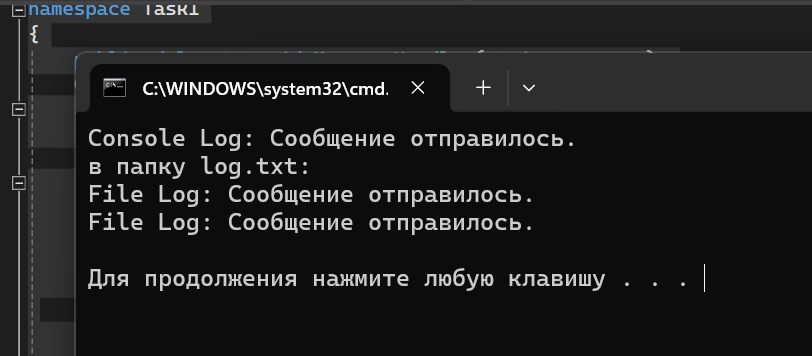 namespace Task1
{
C:\WINDOWS\system32\cmd.
Console Log: Сообщение отправилось.
в папку log.txt:
File Log: Сообщение отправилось.
File Log: Сообщение отправилось.
Для продолжения нажмите любую клавишу . . .